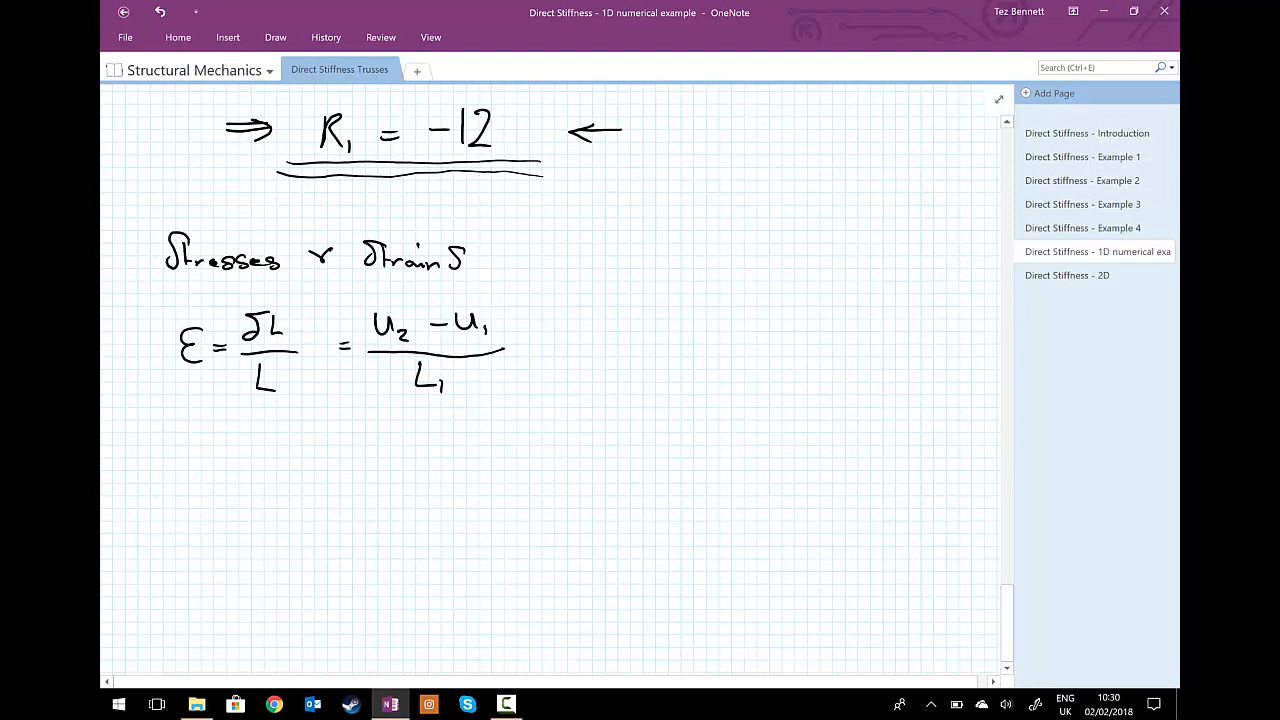 Direct Stiffness - 1D numerical example - OneNote
Tez Bennett
File Home Insert Draw History Review View
Structural Mechanics
Direct Stiffness Trusses
Search (Ctrl+E)
Add Page
Direct Stiffness - Introduction
Direct Stiffness - Example 1
Direct stiffness - Example 2
Direct Stiffness - Example 3
Direct Stiffness - Example 4
Direct Stiffness - 1D numerical exa
Direct Stiffness - 2D
⇒ R₁ = -12 ←
Stresses & Strains
ε = δL / L = u₂ - u₁ / L₁
ENG
UK
10:30
02/02/2018